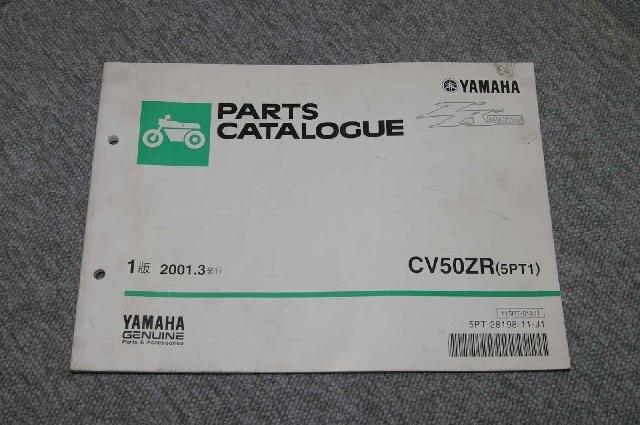 YAMAHA
PARTS
CATALOGUE
1版 2001.3発行
CV50ZR(5PT1)
YAMAHA
GENUINE
Parts & Accessories
5PT-28198-11-J1